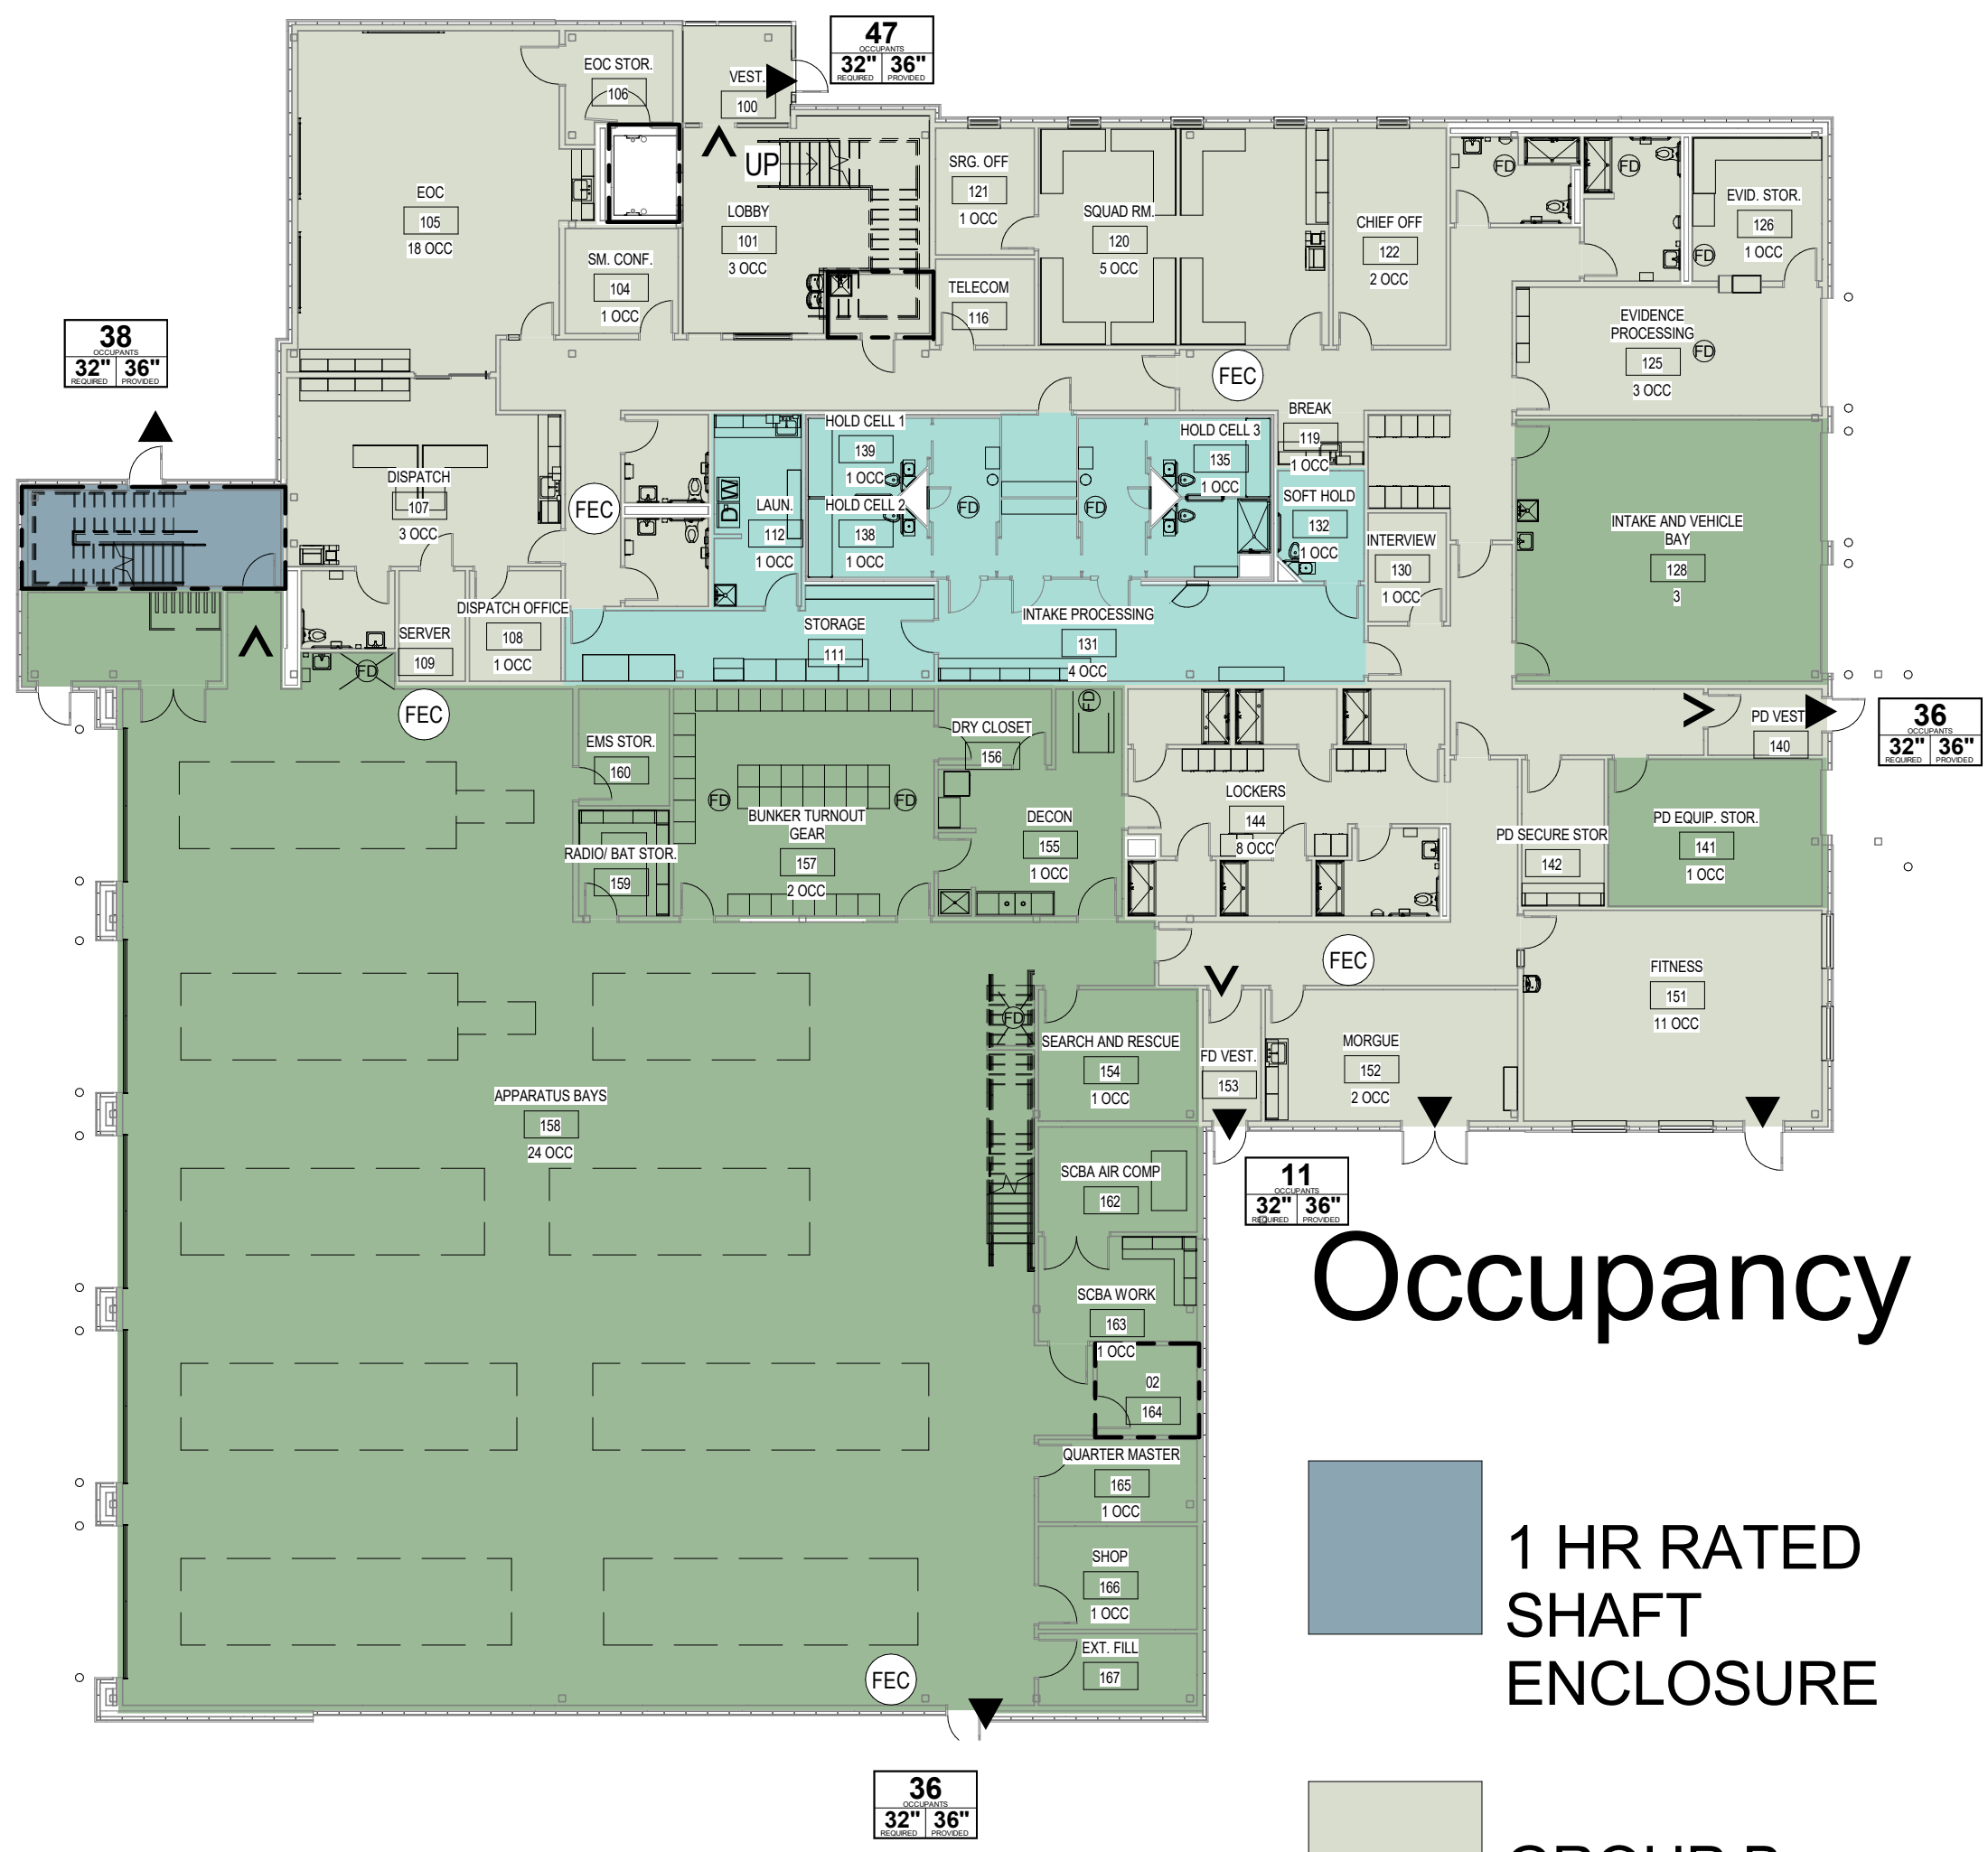 47
OCCUPANTS
32" 36"
REQUIRED PROVIDED
EOC STOR.
106
VEST.
100
UP
LOBBY
101
3 OCC
EOC
105
18 OCC
SM. CONF.
104
1 OCC
SRG. OFF
121
1 OCC
TELECOM
116
SQUAD RM.
120
5 OCC
CHIEF OFF
122
2 OCC
FD
FD
EVID. STOR.
126
1 OCC
FD
EVIDENCE
PROCESSING
125
3 OCC
FD
38
OCCUPANTS
32" 36"
REQUIRED PROVIDED
FEC
BREAK
119
1 OCC
DISPATCH
107
3 OCC
FEC
LAUN.
112
1 OCC
HOLD CELL 1
139
1 OCC
HOLD CELL 2
138
1 OCC
FD
FD
HOLD CELL 3
135
1 OCC
SOFT HOLD
132
1 OCC
INTERVIEW
130
1 OCC
INTAKE AND VEHICLE
BAY
128
3
DISPATCH OFFICE
108
1 OCC
SERVER
109
FD
STORAGE
111
INTAKE PROCESSING
131
4 OCC
FEC
EMS STOR.
160
RADIO/ BAT STOR.
159
FD
FD
BUNKER TURNOUT
GEAR
157
2 OCC
DRY CLOSET
156
FD
DECON
155
1 OCC
LOCKERS
144
8 OCC
PD VEST
140
36
OCCUPANTS
32" 36"
REQUIRED PROVIDED
PD SECURE STOR
142
PD EQUIP. STOR.
141
1 OCC
FEC
FITNESS
151
11 OCC
FD
SEARCH AND RESCUE
154
1 OCC
FD VEST.
153
MORGUE
152
2 OCC
APPARATUS BAYS
158
24 OCC
SCBA AIR COMP
162
11
OCCUPANTS
32" 36"
REQUIRED PROVIDED
SCBA WORK
163
1 OCC
02
164
QUARTER MASTER
165
1 OCC
SHOP
166
1 OCC
EXT. FILL
167
FEC
36
OCCUPANTS
32" 36"
REQUIRED PROVIDED
Occupancy
1 HR RATED
SHAFT
ENCLOSURE